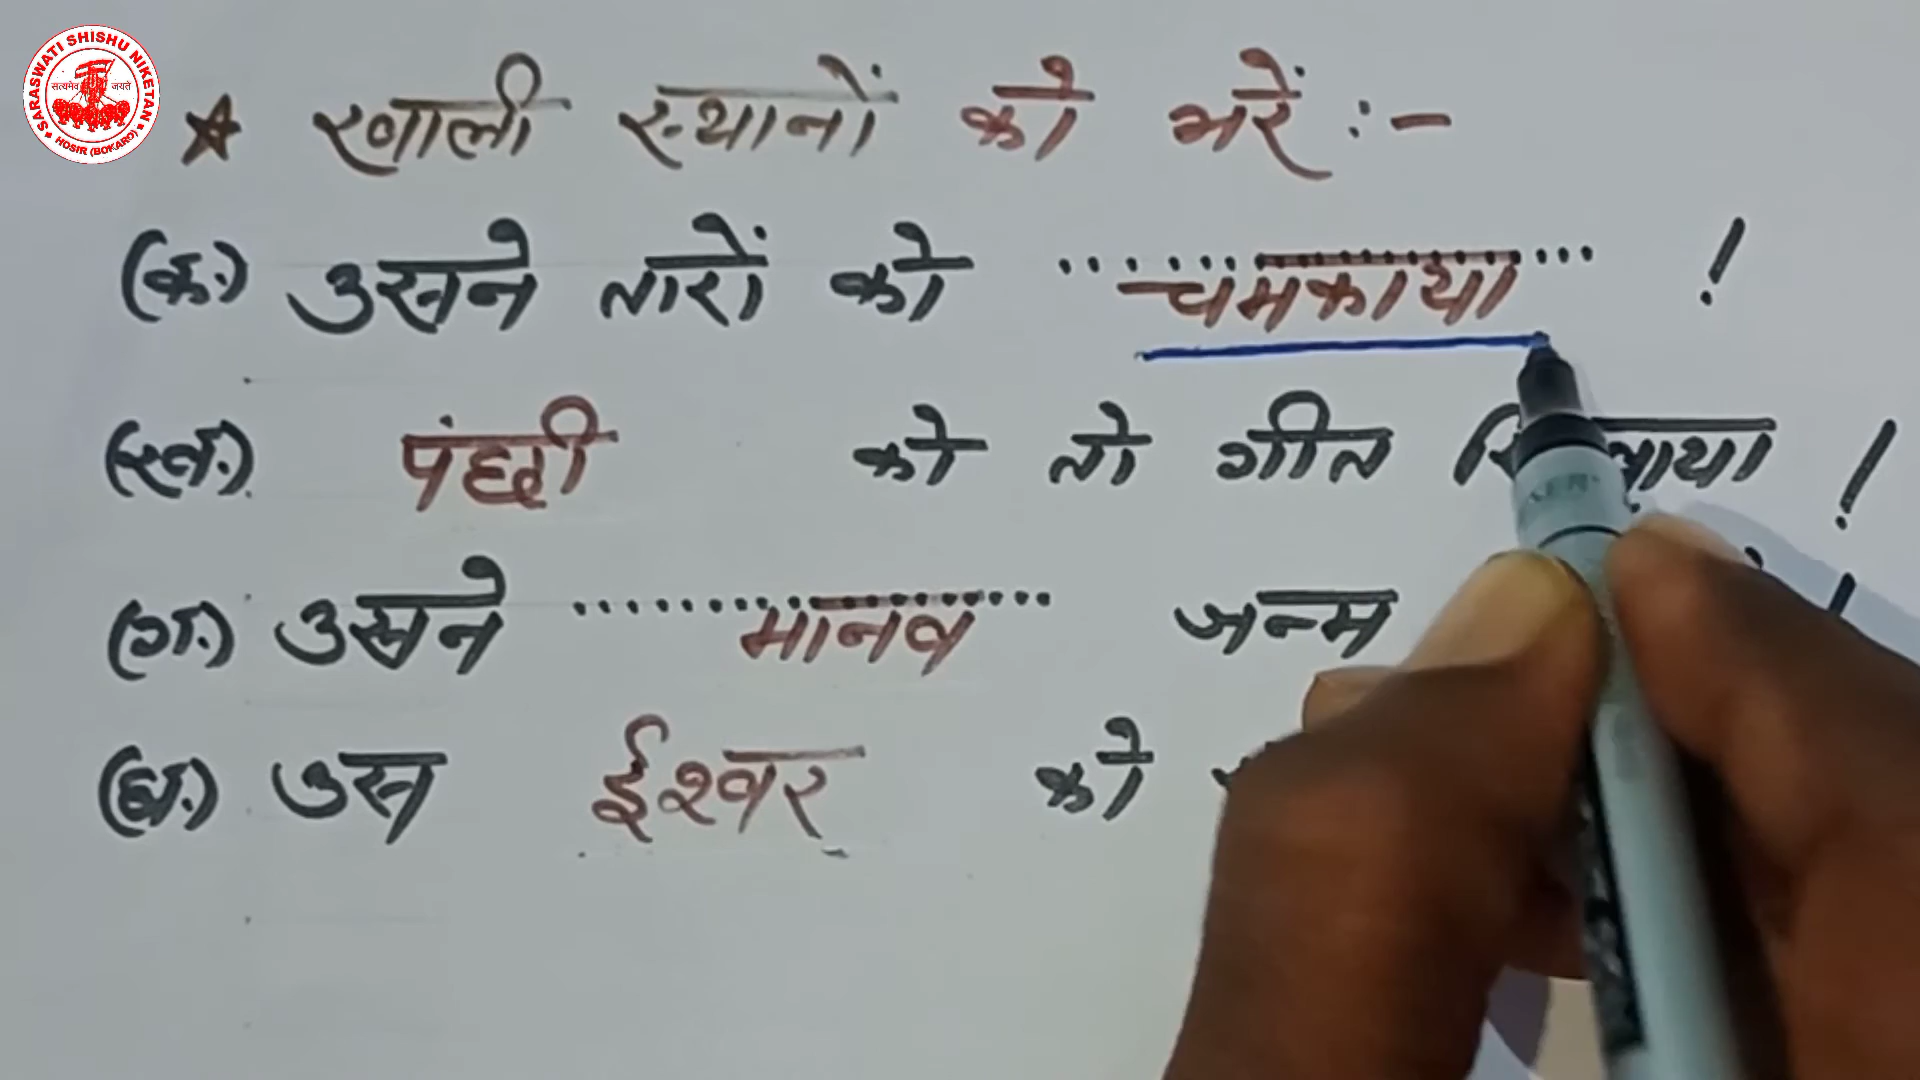 SARASWATI SHISHU NIKETAN
सत्यमेव जयते
HOSIR (BOKARO)
★ खाली स्थानों को भरें :-
(क.) उसने तारों को ......चमकाया...... !
(ख.) पंछी को तो गीत !
(ग.) उसने ......मानव...... जन्म !
(घ.) उस ईश्वर को